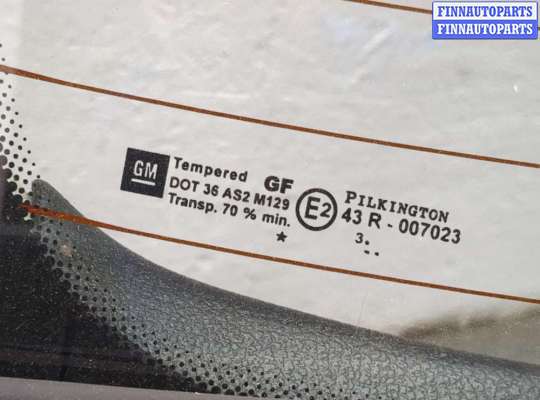 FINNAUTOPARTS
FINNAUTOPARTS
GM
Tempered GF
DOT 36 AS2 M129
Transp. 70 % min.
E2
PILKINGTON
43 R - 007023
3